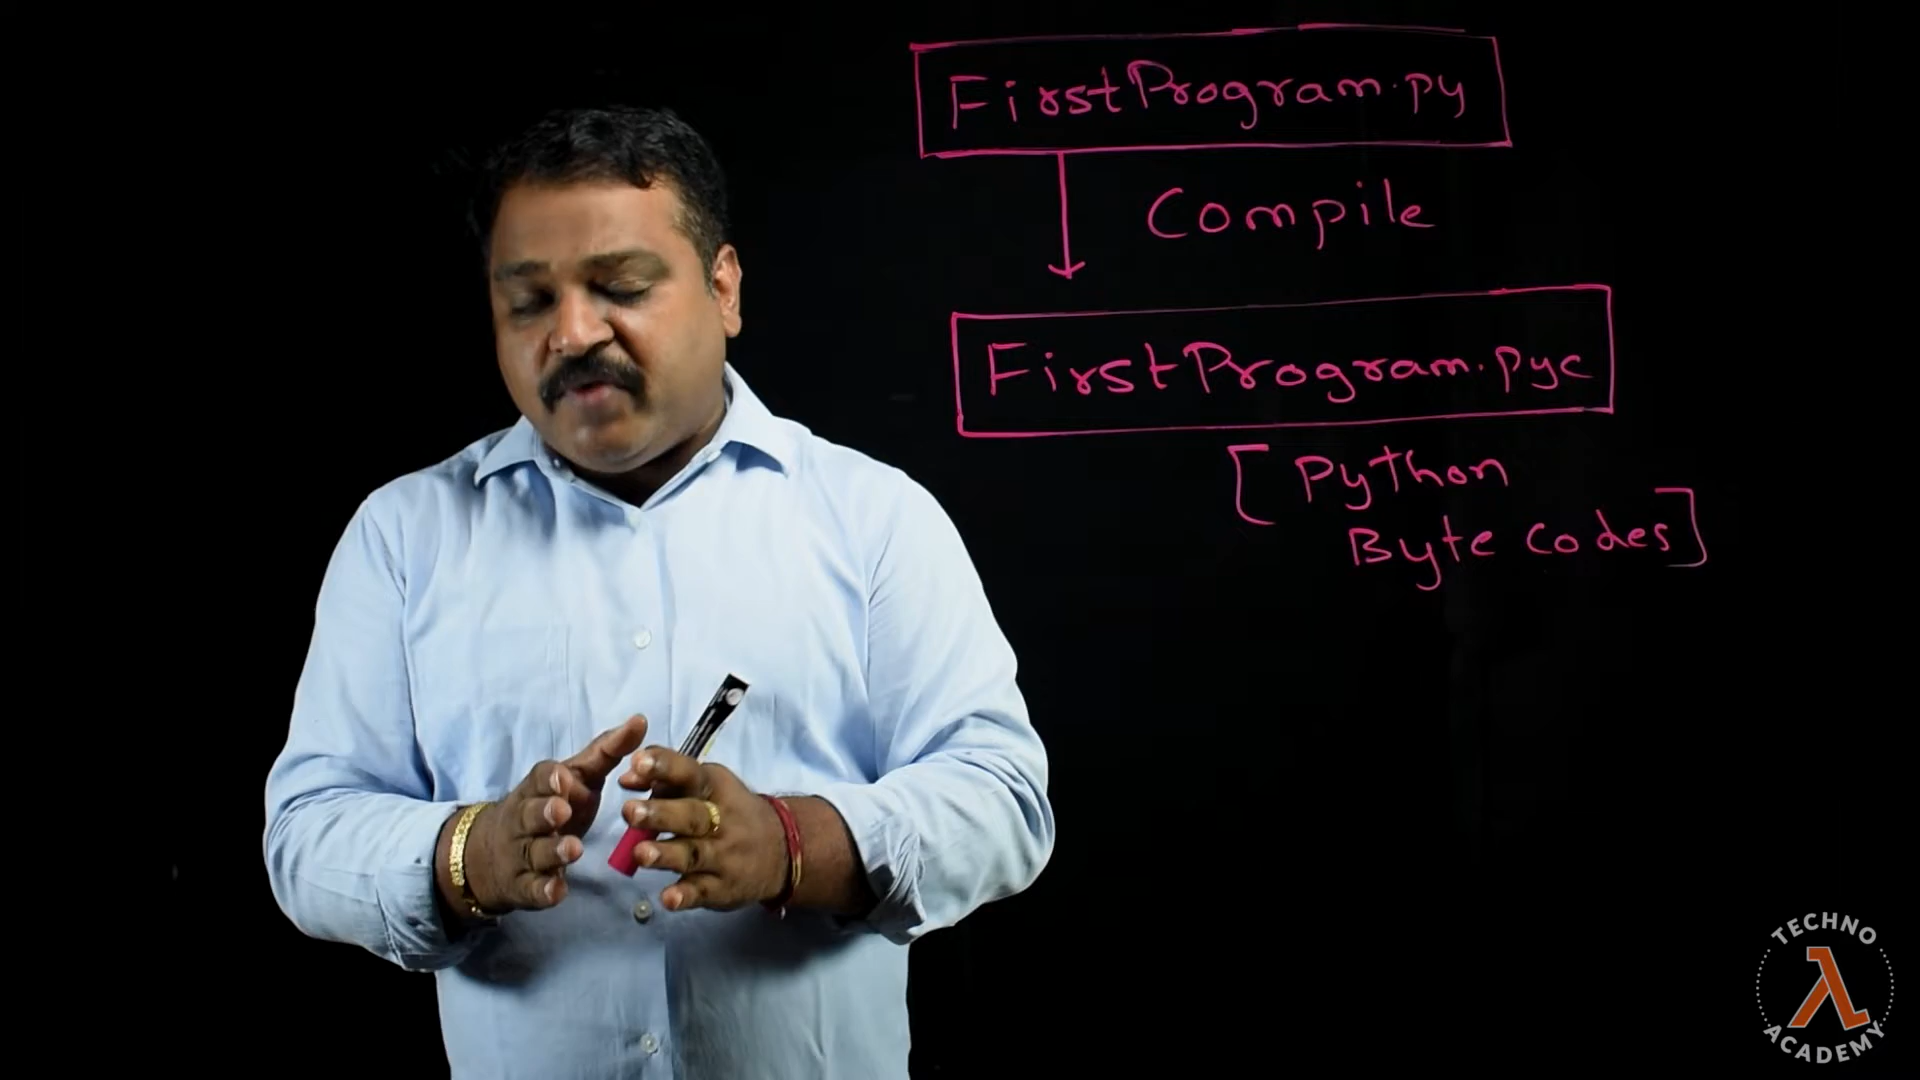 FirstProgram.py
Compile
FirstProgram.pyc
[Python
Byte codes]
TECHNO
ACADEMY